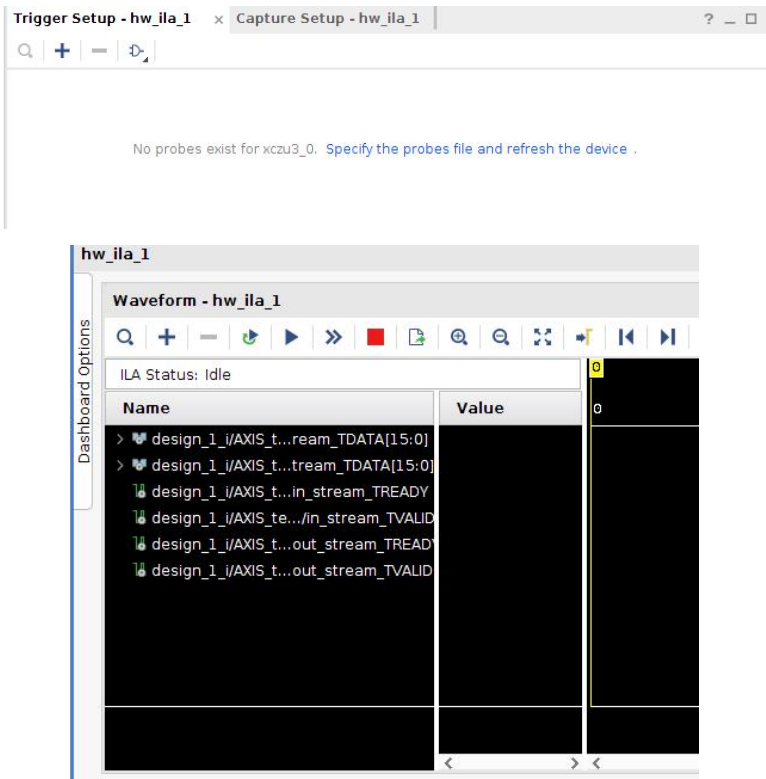 Trigger Setup - hw_ila_1 x Capture Setup - hw_ila_1 ?
No probes exist for xczu3_0. Specify the probes file and refresh the device .
hw_ila_1
Dashboard Options
Waveform - hw_ila_1
ILA Status: Idle
Name Value
0
0
design_1_i/AXIS_t...ream_TDATA[15:0]
design_1_i/AXIS_t...tream_TDATA[15:0]
design_1_i/AXIS_t...in_stream_TREADY
design_1_i/AXIS_te.../in_stream_TVALID
design_1_i/AXIS_t...out_stream_TREADY
design_1_i/AXIS_t...out_stream_TVALID